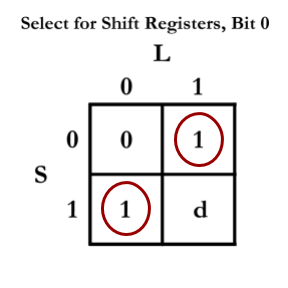 Select for Shift Registers, Bit 0
L
0 1
0 0 1
S
1 1 d